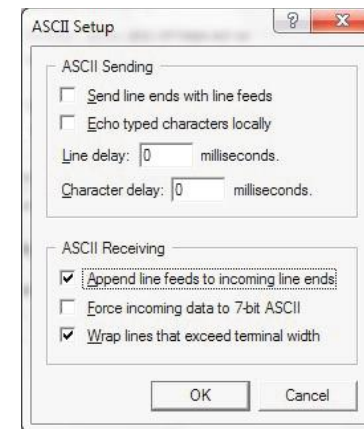 ASCII Setup
ASCII Sending
Send line ends with line feeds
Echo typed characters locally
Line delay: 0 milliseconds.
Character delay: 0 milliseconds.
ASCII Receiving
Append line feeds to incoming line ends
Force incoming data to 7-bit ASCII
Wrap lines that exceed terminal width
OK Cancel